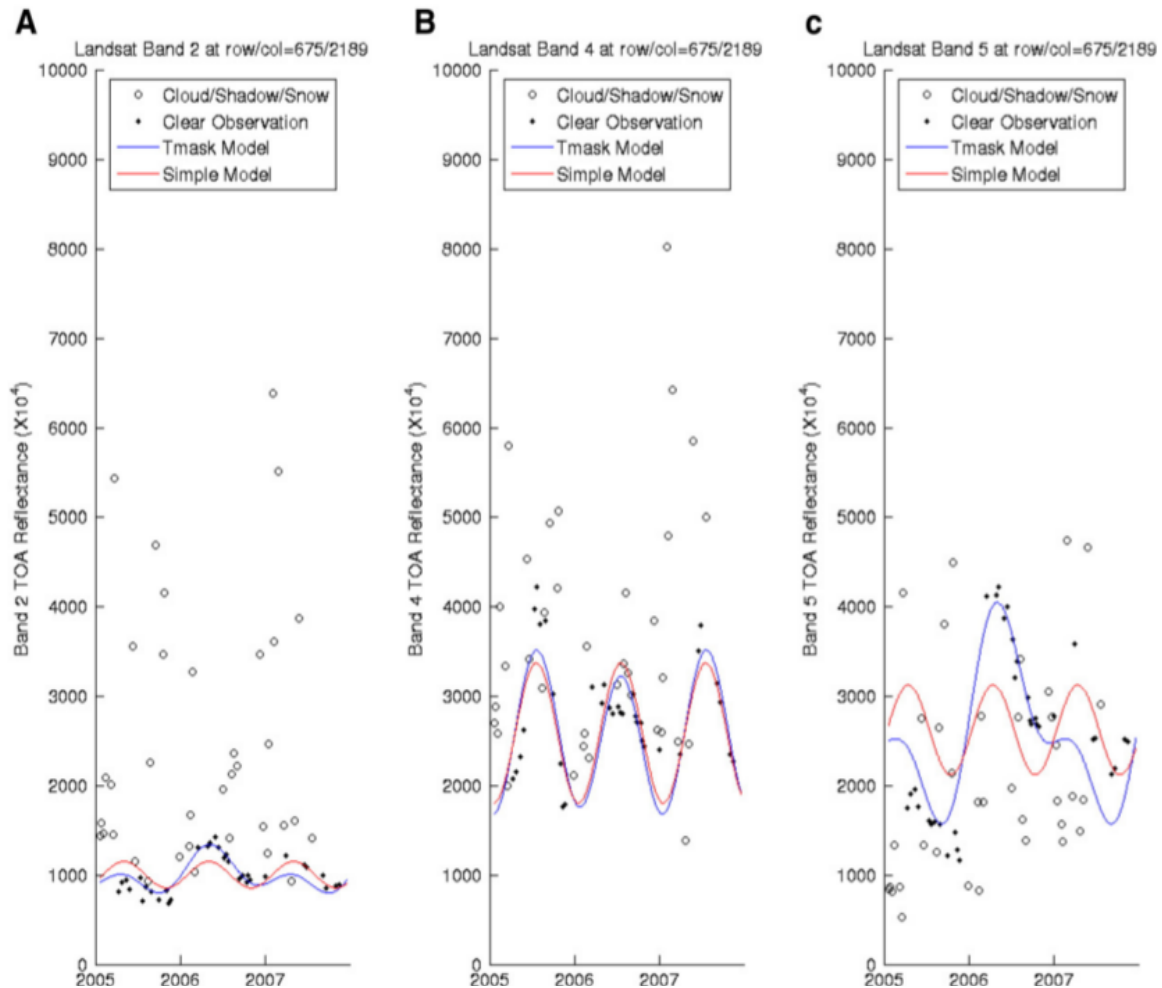 A
Landsat Band 2 at row/col=675/2189
10000
9000
8000
7000
6000
5000
4000
3000
2000
1000
0
Band 2 TOA Reflectance (X10⁴)
Cloud/Shadow/Snow
Clear Observation
Tmask Model
Simple Model
2005
2006
2007
B
Landsat Band 4 at row/col=675/2189
10000
9000
8000
7000
6000
5000
4000
3000
2000
1000
0
Band 4 TOA Reflectance (X10⁴)
Cloud/Shadow/Snow
Clear Observation
Tmask Model
Simple Model
2005
2006
2007
c
Landsat Band 5 at row/col=675/2189
10000
9000
8000
7000
6000
5000
4000
3000
2000
1000
0
Band 5 TOA Reflectance (X10⁴)
Cloud/Shadow/Snow
Clear Observation
Tmask Model
Simple Model
2005
2006
2007